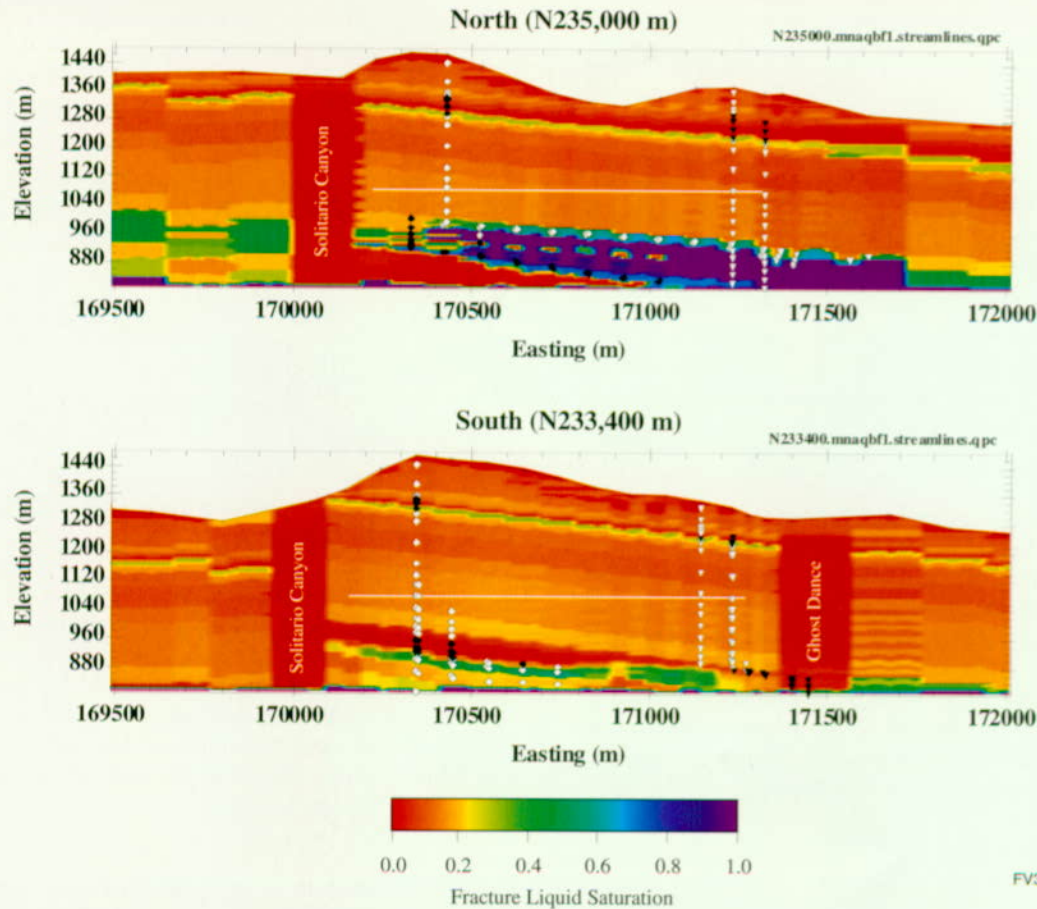 North (N235,000 m)
N235000.mnaqbf1.streamlines.qpc
Elevation (m)
1440
1360
1280
1200
1120
1040
960
880
Solitario Canyon
169500 170000 170500 171000 171500 172000
Easting (m)
South (N233,400 m)
N233400.mnaqbf1.streamlines.qpc
Elevation (m)
1440
1360
1280
1200
1120
1040
960
880
Solitario Canyon
Ghost Dance
169500 170000 170500 171000 171500 172000
Easting (m)
0.0 0.2 0.4 0.6 0.8 1.0
Fracture Liquid Saturation